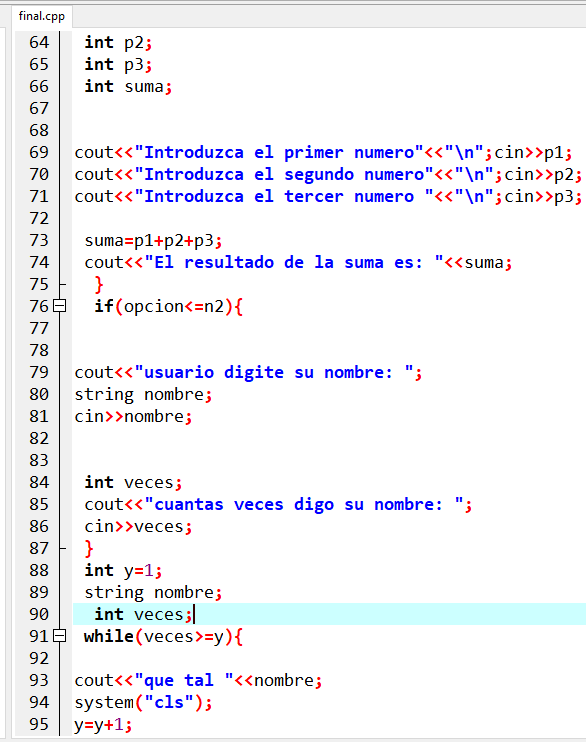 final.cpp
64 int p2;
65 int p3;
66 int suma;
67
68
69 cout<<"Introduzca el primer numero"<<"\n";cin>>p1;
70 cout<<"Introduzca el segundo numero"<<"\n";cin>>p2;
71 cout<<"Introduzca el tercer numero "<<"\n";cin>>p3;
72
73 suma=p1+p2+p3;
74 cout<<"El resultado de la suma es: "<<suma;
75 }
76 if(opcion<=n2){
77
78
79 cout<<"usuario digite su nombre: ";
80 string nombre;
81 cin>>nombre;
82
83
84 int veces;
85 cout<<"cuantas veces digo su nombre: ";
86 cin>>veces;
87 }
88 int y=1;
89 string nombre;
90 int veces;
91 while(veces>=y){
92
93 cout<<"que tal "<<nombre;
94 system("cls");
95 y=y+1;